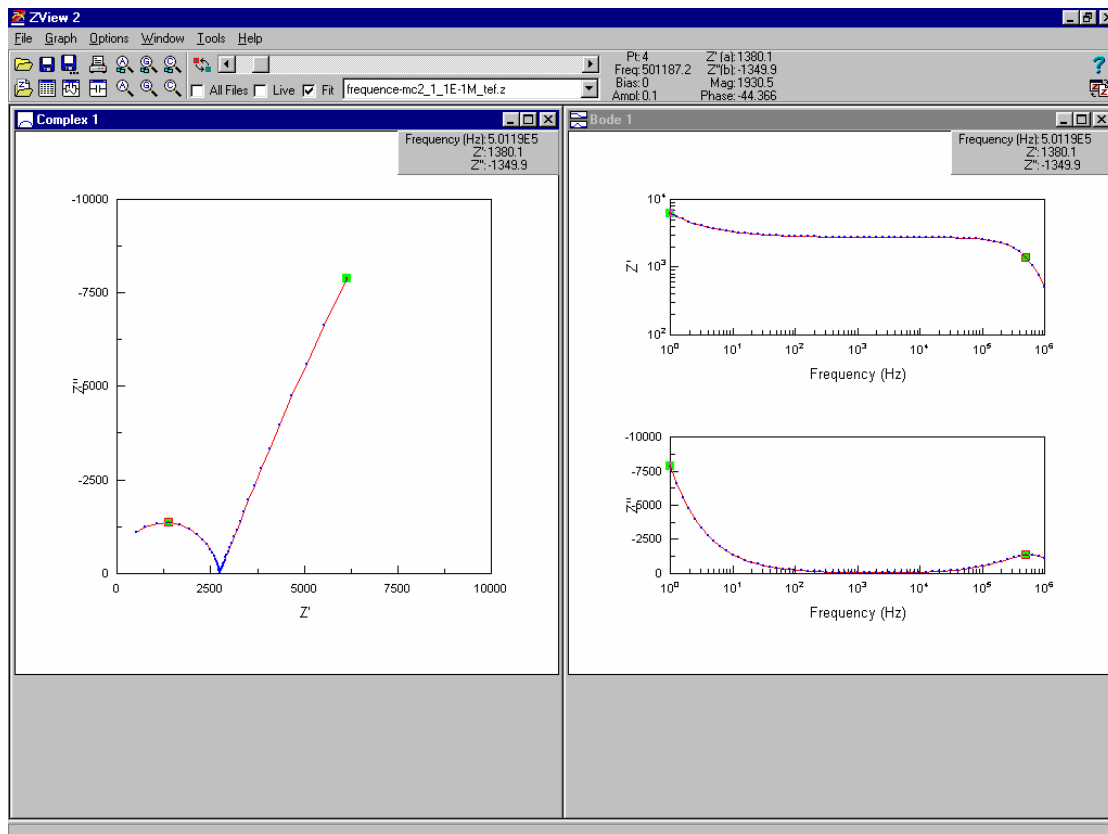 ZView 2
File Graph Options Window Tools Help
Pt: 4 Z' (a): 1380.1
Freq: 501187.2 Z''(b): -1349.9
Bias: 0 Mag: 1930.5
Ampl: 0.1 Phase: -44.366
All Files Live Fit frequence-mc2_1_1E-1M_tef.z
Complex 1
Frequency (Hz): 5.0119E5
Z': 1380.1
Z'': -1349.9
-10000
-7500
-5000
-2500
0
Z''
0 2500 5000 7500 10000
Z'
Bode 1
Frequency (Hz): 5.0119E5
Z': 1380.1
Z'': -1349.9
10⁴
10³
10²
Z'
10⁰ 10¹ 10² 10³ 10⁴ 10⁵ 10⁶
Frequency (Hz)
-10000
-7500
-5000
-2500
0
Z''
10⁰ 10¹ 10² 10³ 10⁴ 10⁵ 10⁶
Frequency (Hz)